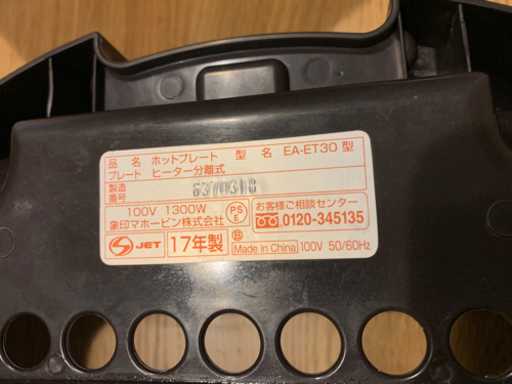 品 名 ホットプレート 型 名 EA-ET30 型
プレート ヒーター分離式
製造
番号
100V 1300W
象印マホービン株式会社
PS
E
お客様ご相談センター
0120-345135
JET
17年製
B
Made in China
100V 50/60Hz